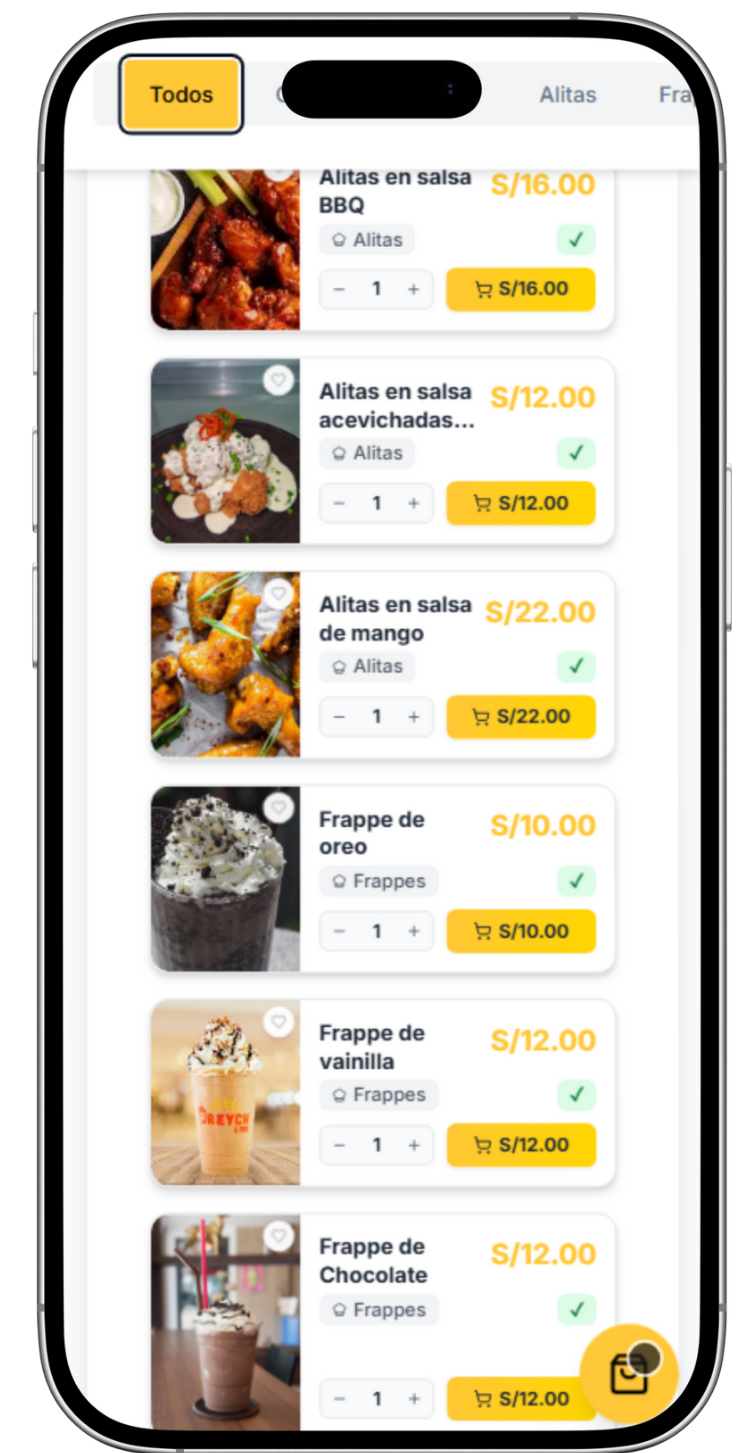 Todos
Alitas
Fra
Alitas en salsa
BBQ
S/16.00
Alitas
✓
− 1 +
S/16.00
Alitas en salsa
acevichadas...
S/12.00
Alitas
✓
− 1 +
S/12.00
Alitas en salsa
de mango
S/22.00
Alitas
✓
− 1 +
S/22.00
Frappe de
oreo
S/10.00
Frappes
✓
− 1 +
S/10.00
Frappe de
vainilla
S/12.00
Frappes
✓
− 1 +
S/12.00
GREYCH
Frappe de
Chocolate
S/12.00
Frappes
✓
− 1 +
S/12.00